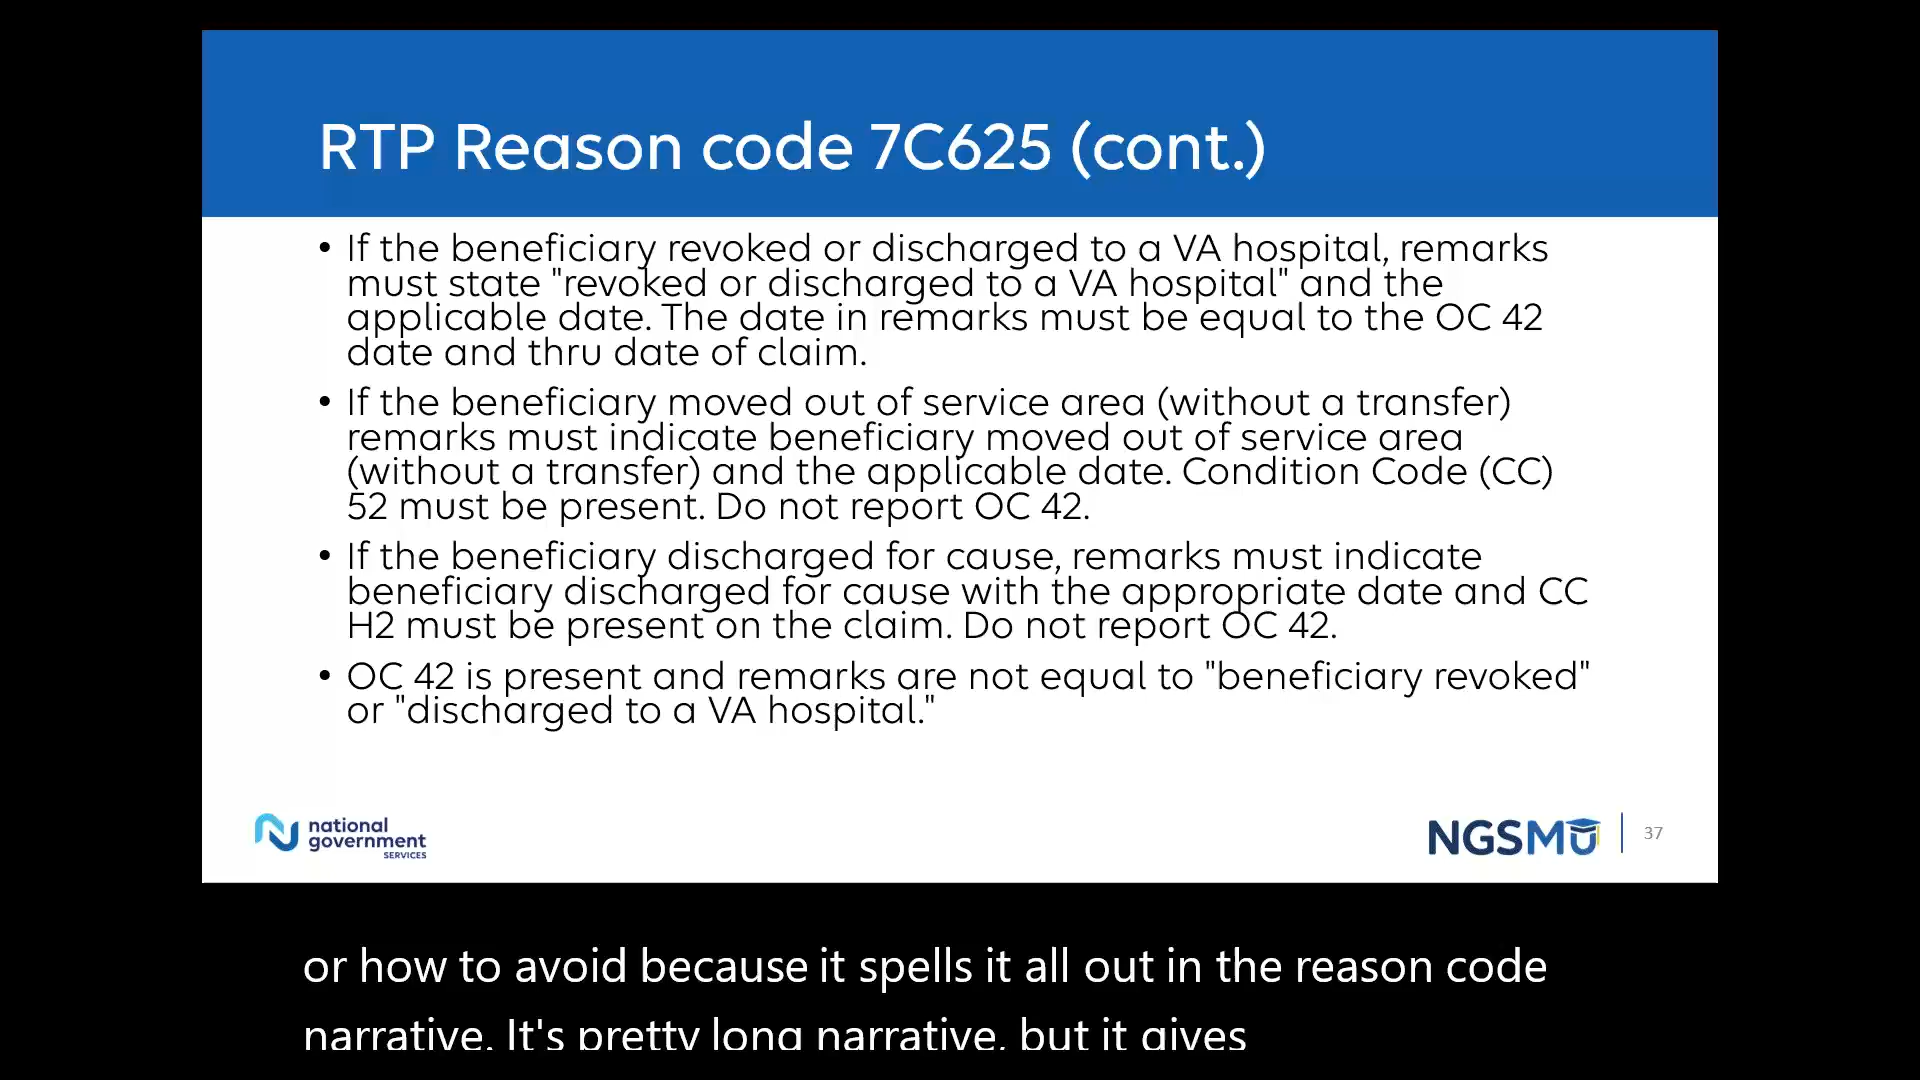 RTP Reason code 7C625 (cont.)
• If the beneficiary revoked or discharged to a VA hospital, remarks
must state "revoked or discharged to a VA hospital" and the
applicable date. The date in remarks must be equal to the OC 42
date and thru date of claim.
• If the beneficiary moved out of service area (without a transfer)
remarks must indicate beneficiary moved out of service area
(without a transfer) and the applicable date. Condition Code (CC)
52 must be present. Do not report OC 42.
• If the beneficiary discharged for cause, remarks must indicate
beneficiary discharged for cause with the appropriate date and CC
H2 must be present on the claim. Do not report OC 42.
• OC 42 is present and remarks are not equal to "beneficiary revoked"
or "discharged to a VA hospital."
national
government
SERVICES
NGSMU
37
or how to avoid because it spells it all out in the reason code
narrative. It's pretty long narrative, but it gives